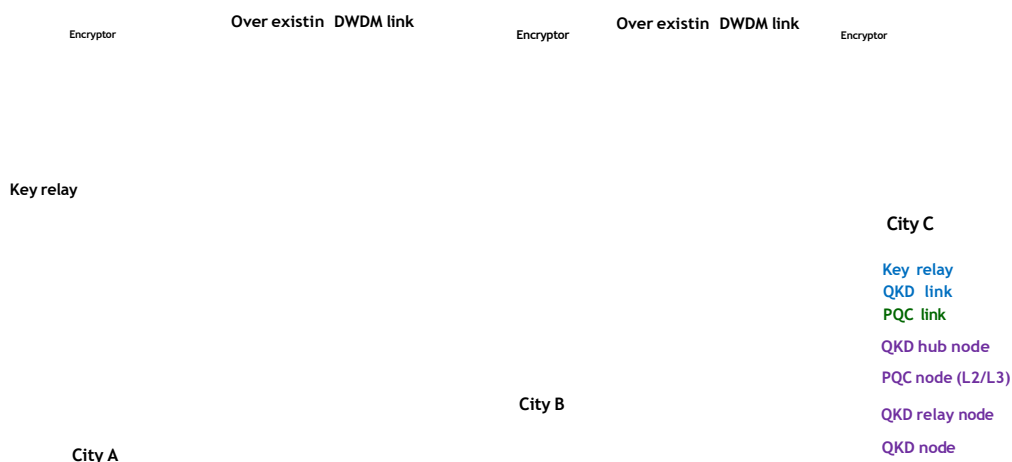 Over existin DWDM link
Over existin DWDM link
Encryptor
Encryptor
Encryptor
Key relay
City C
Key relay
QKD link
PQC link
QKD hub node
PQC node (L2/L3)
City B
QKD relay node
QKD node
City A